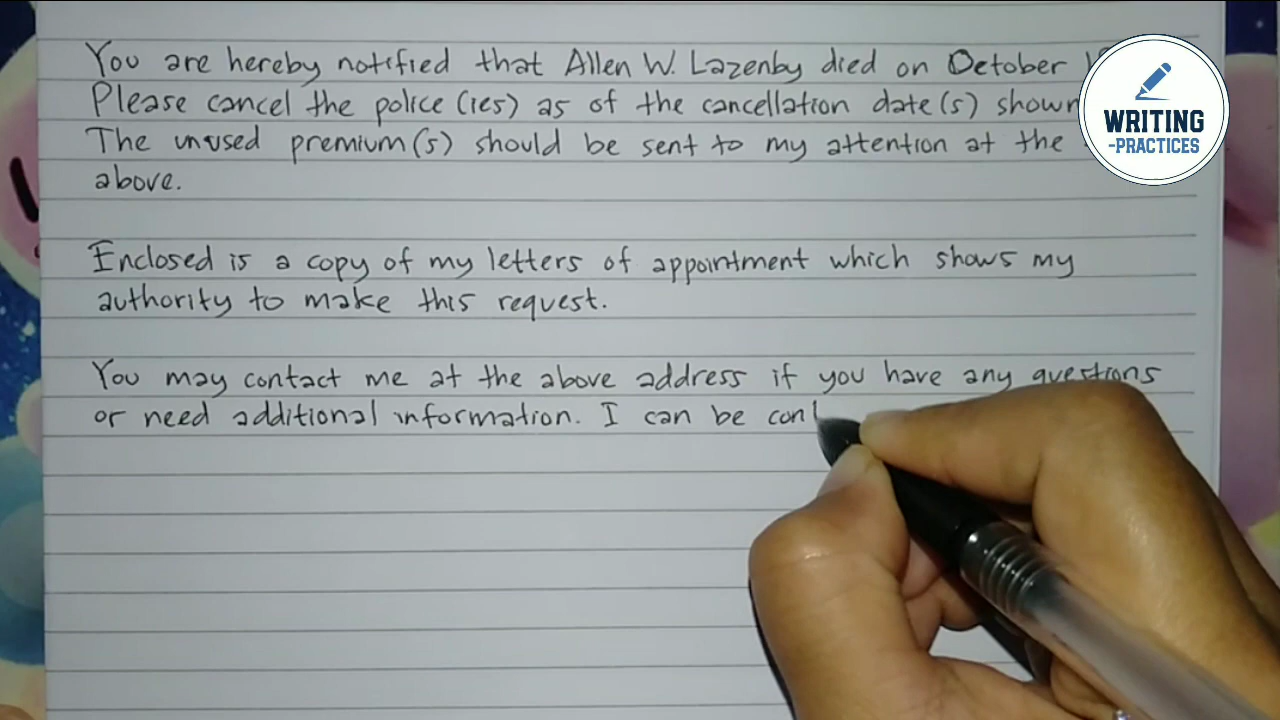 You are hereby notified that Allen W. Lazenby died on October
Please cancel the police(ies) as of the cancellation date(s) shown
The unused premium(s) should be sent to my attention at the
above.
Enclosed is a copy of my letters of appointment which shows my
authority to make this request.
You may contact me at the above address if you have any questions
or need additional information. I can be con
WRITING
-PRACTICES